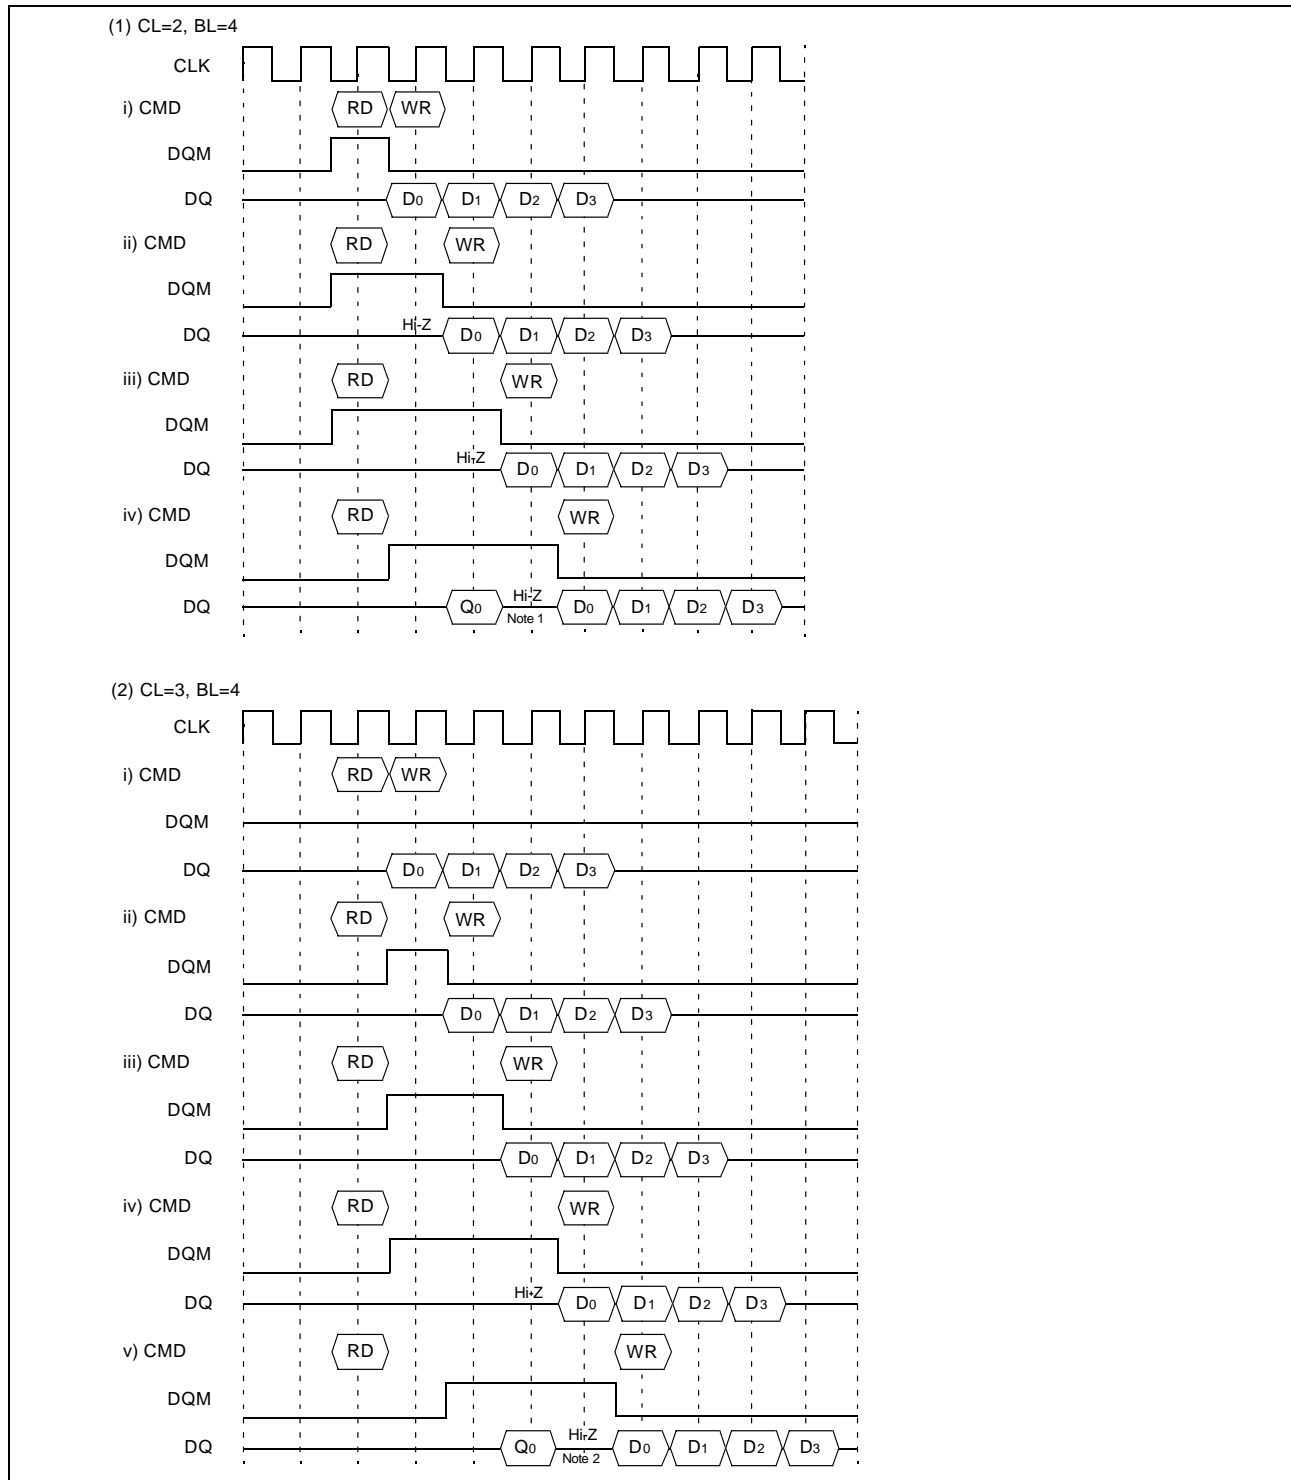 (1) CL=2, BL=4
CLK
i) CMD RD WR
DQM
DQ D0 D1 D2 D3
ii) CMD RD WR
DQM
DQ Hi-Z D0 D1 D2 D3
iii) CMD RD WR
DQM
DQ Hi-Z D0 D1 D2 D3
iv) CMD RD WR
DQM
DQ Q0 Hi-Z D0 D1 D2 D3
Note 1
(2) CL=3, BL=4
CLK
i) CMD RD WR
DQM
DQ D0 D1 D2 D3
ii) CMD RD WR
DQM
DQ D0 D1 D2 D3
iii) CMD RD WR
DQM
DQ D0 D1 D2 D3
iv) CMD RD WR
DQM
DQ Hi-Z D0 D1 D2 D3
v) CMD RD WR
DQM
DQ Q0 Hi-Z D0 D1 D2 D3
Note 2